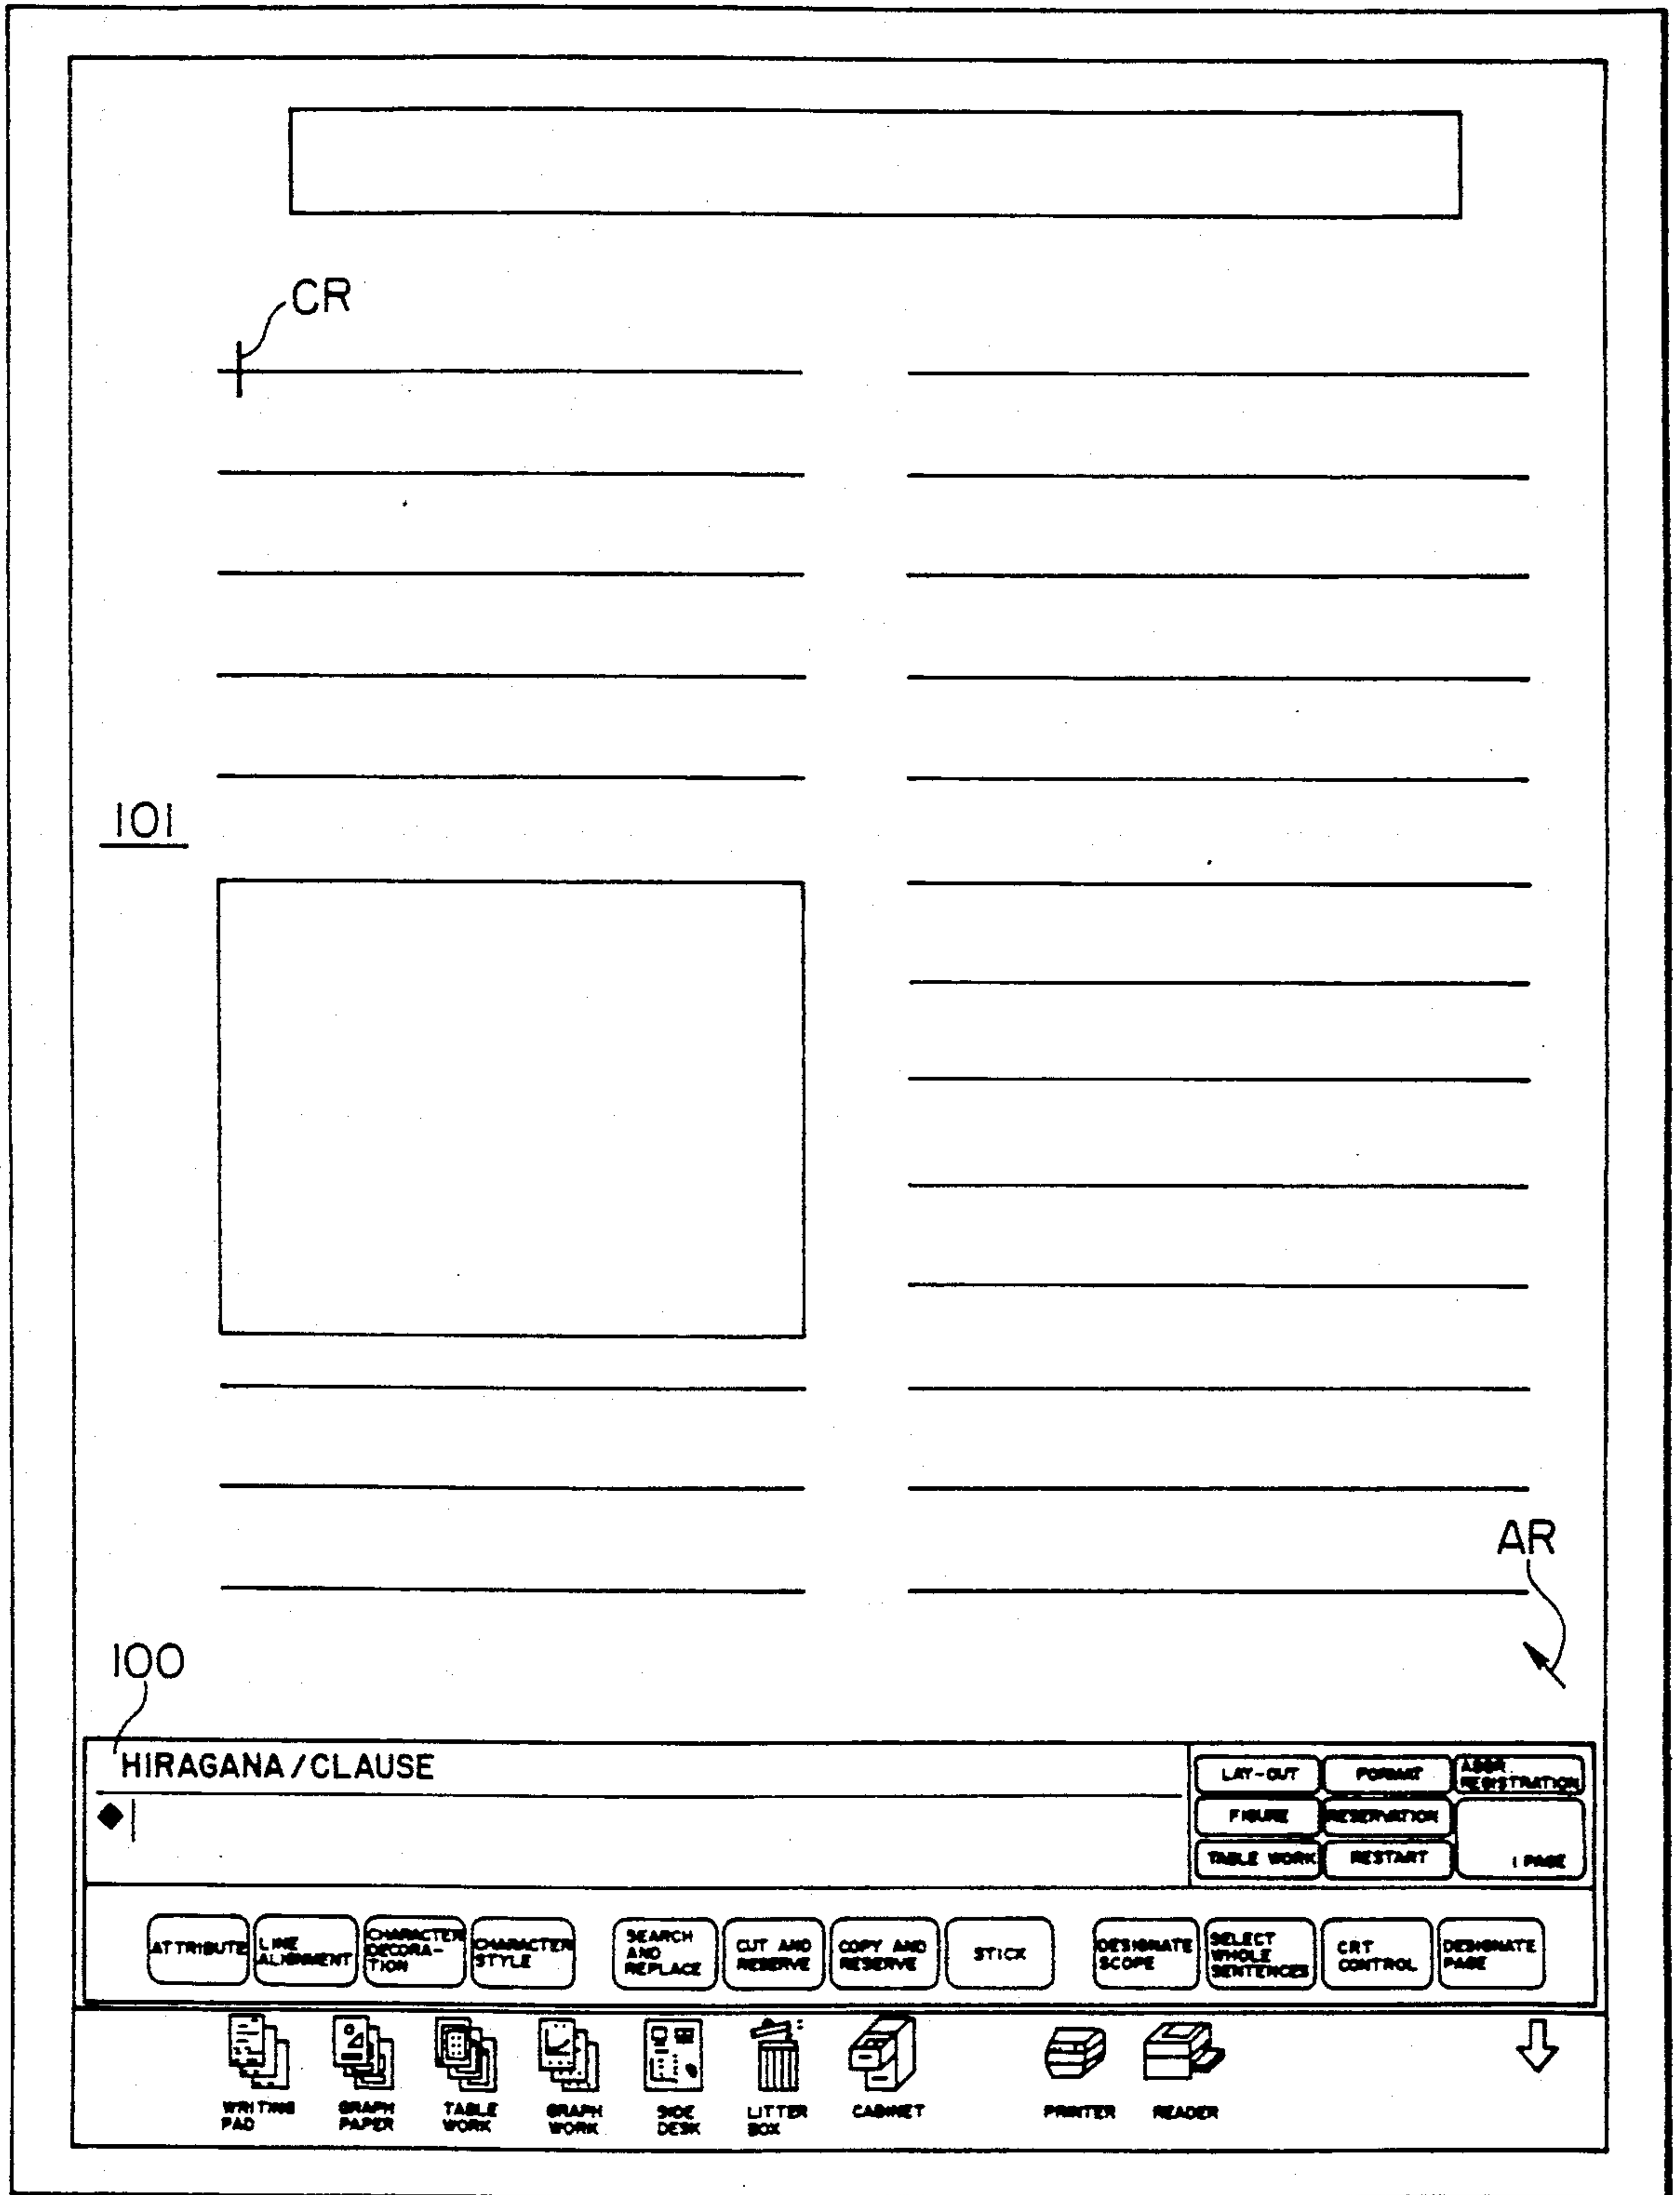 CR
101
AR
100
HIRAGANA/CLAUSE
LAY-OUT
FORMAT
ABBR.
REGISTRATION
FIGURE
RESERVATION
TABLE WORK
RESTART
1 PAGE
ATTRIBUTE
LINE
ALIGNMENT
CHARACTER
DECORA-
TION
CHARACTER
STYLE
SEARCH
AND
REPLACE
CUT AND
RESERVE
COPY AND
RESERVE
STICK
DESIGNATE
SCOPE
SELECT
WHOLE
SENTENCES
CRT
CONTROL
DESIGNATE
PAGE
WRITING
PAD
GRAPH
PAPER
TABLE
WORK
GRAPH
WORK
SIDE
DESK
LITTER
BOX
CABINET
PRINTER
READER